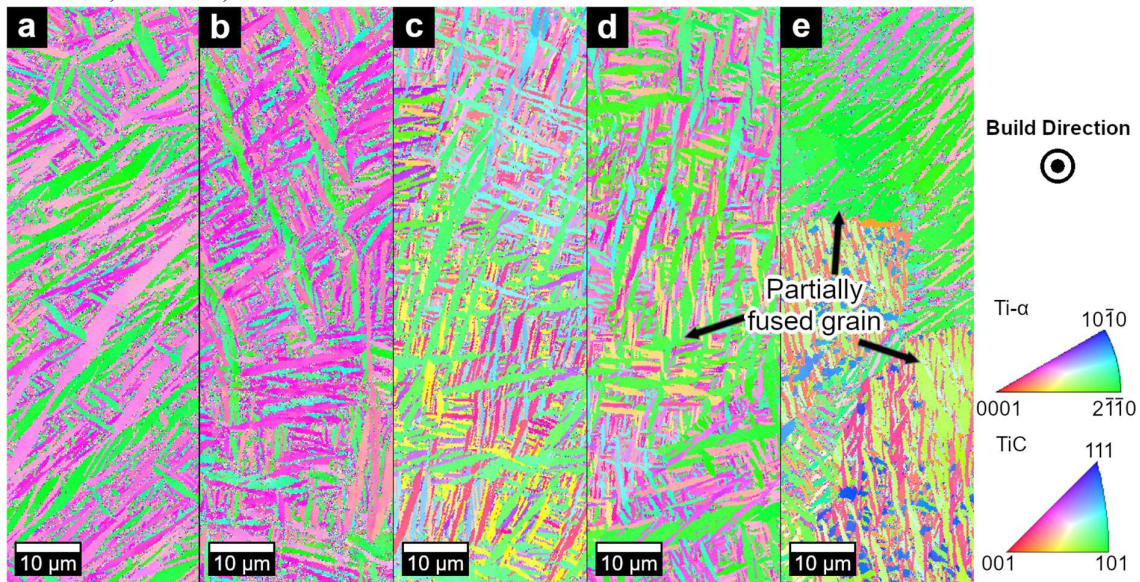 a
b
c
d
e
Build Direction
Partially
fused grain
Ti-α
101̅0
0001
21̅1̅0
TiC
111
001
101
10 µm
10 µm
10 µm
10 µm
10 µm